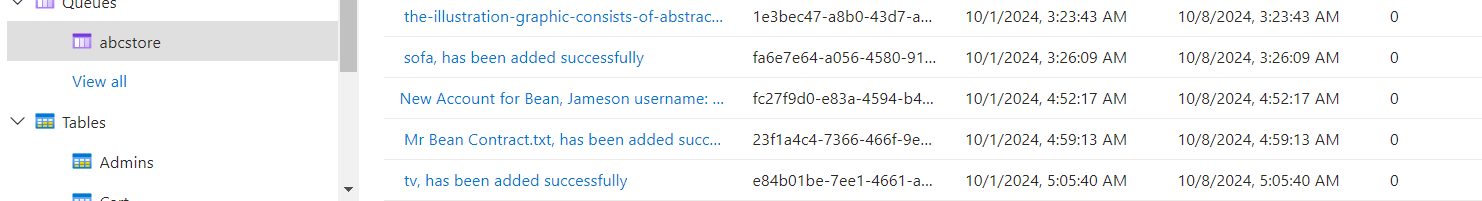 Queues
abcstore
View all
Tables
Admins
Cart
the-illustration-graphic-consists-of-abstrac... 1e3bec47-a8b0-43d7-a... 10/1/2024, 3:23:43 AM 10/8/2024, 3:23:43 AM 0
sofa, has been added successfully fa6e7e64-a056-4580-91... 10/1/2024, 3:26:09 AM 10/8/2024, 3:26:09 AM 0
New Account for Bean, Jameson username: ... fc27f9d0-e83a-4594-b4... 10/1/2024, 4:52:17 AM 10/8/2024, 4:52:17 AM 0
Mr Bean Contract.txt, has been added succ... 23f1a4c4-7366-466f-9e... 10/1/2024, 4:59:13 AM 10/8/2024, 4:59:13 AM 0
tv, has been added successfully e84b01be-7ee1-4661-a... 10/1/2024, 5:05:40 AM 10/8/2024, 5:05:40 AM 0